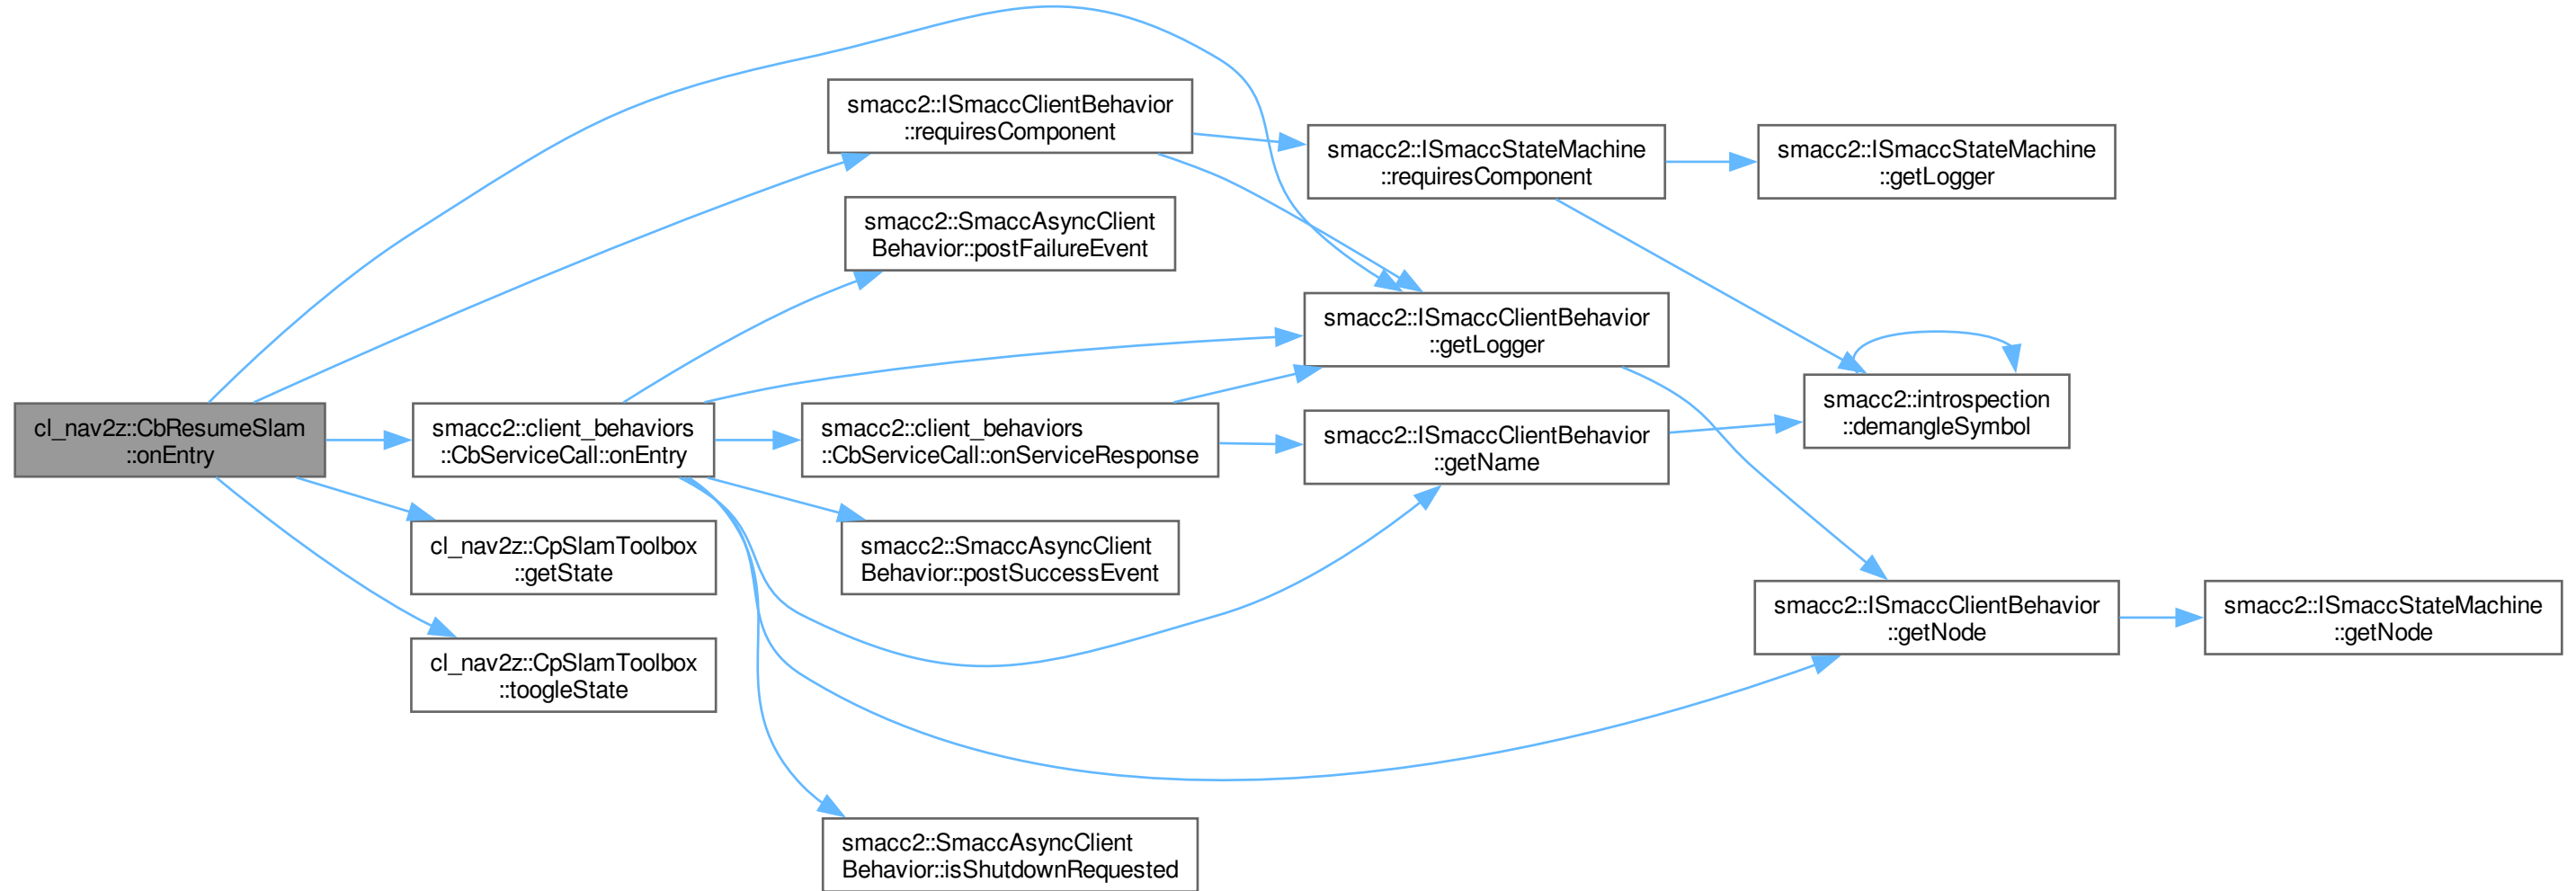 cl_nav2z::CbResumeSlam
::onEntry
smacc2::ISmaccClientBehavior
::requiresComponent
smacc2::ISmaccStateMachine
::requiresComponent
smacc2::ISmaccStateMachine
::getLogger
smacc2::SmaccAsyncClient
Behavior::postFailureEvent
smacc2::ISmaccClientBehavior
::getLogger
smacc2::introspection
::demangleSymbol
smacc2::client_behaviors
::CbServiceCall::onEntry
smacc2::client_behaviors
::CbServiceCall::onServiceResponse
smacc2::ISmaccClientBehavior
::getName
cl_nav2z::CpSlamToolbox
::getState
smacc2::SmaccAsyncClient
Behavior::postSuccessEvent
smacc2::ISmaccClientBehavior
::getNode
smacc2::ISmaccStateMachine
::getNode
cl_nav2z::CpSlamToolbox
::toogleState
smacc2::SmaccAsyncClient
Behavior::isShutdownRequested